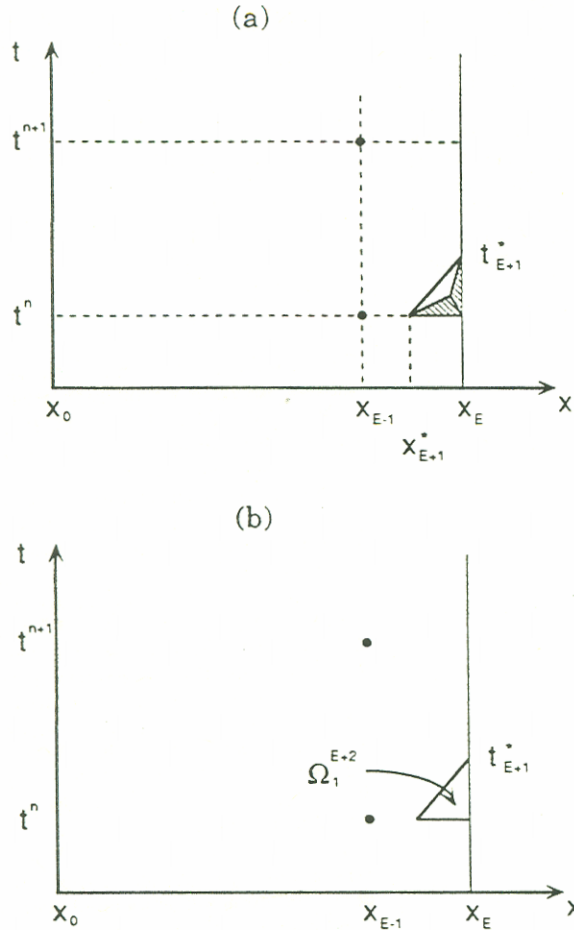 (a)
t
t^{n+1}
t^*_{E+1}
t^n
x_0
x_{E-1}
x_E
x
x^*_{E+1}
(b)
t
t^{n+1}
t^*_{E+1}
Ω_1^{E+2}
t^n
x_0
x_{E-1}
x_E
x